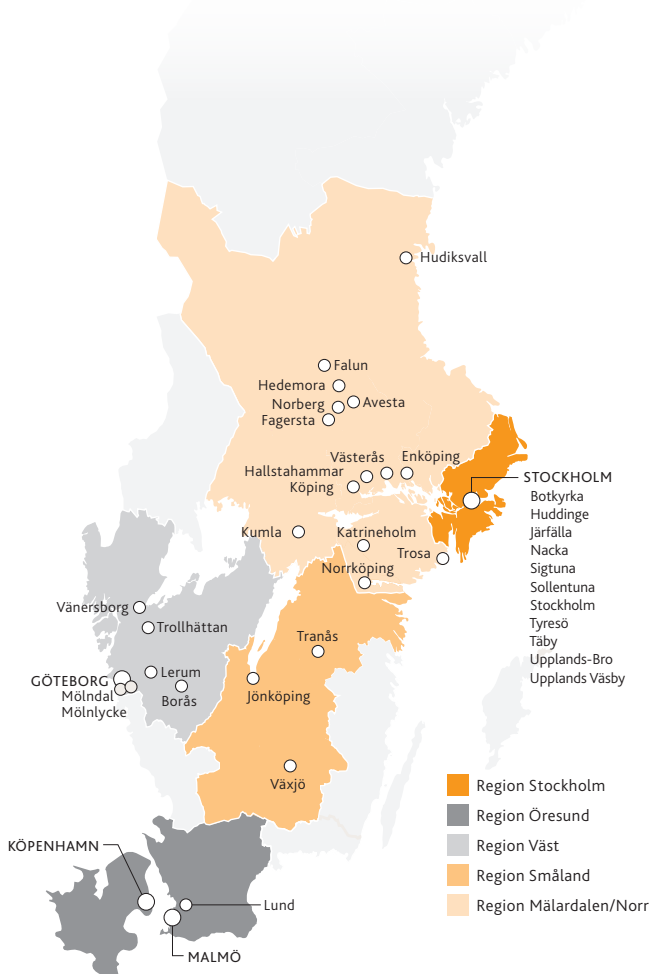 Hudiksvall
Falun
Hedemora
Avesta
Norberg
Fagersta
Västerås
Enköping
Hallstahammar
Köping
STOCKHOLM
Botkyrka
Huddinge
Järfälla
Nacka
Sigtuna
Sollentuna
Stockholm
Tyresö
Täby
Upplands-Bro
Upplands Väsby
Kumla
Katrineholm
Trosa
Norrköping
Vänersborg
Trollhättan
Tranås
Lerum
GÖTEBORG
Mölndal
Mölnlycke
Borås
Jönköping
Växjö
Region Stockholm
Region Öresund
Region Väst
Region Småland
Region Mälardalen/Norr
KÖPENHAMN
Lund
MALMÖ